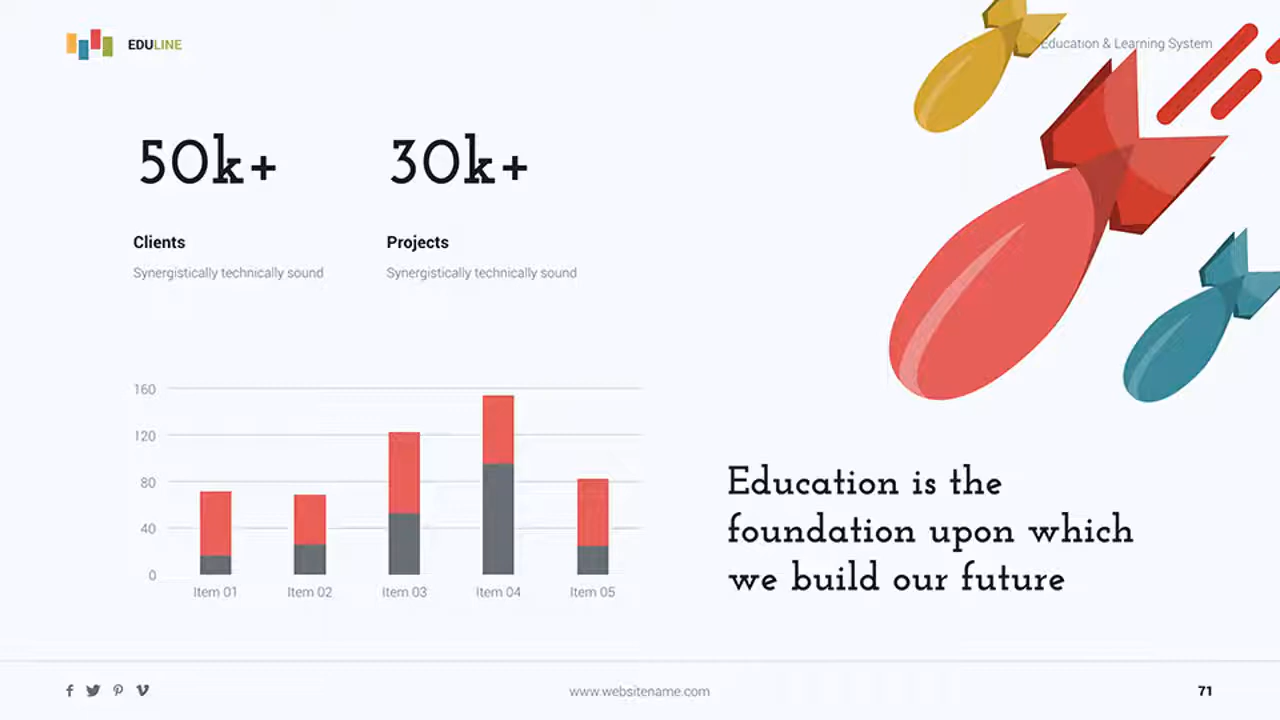 EDULINE
Education & Learning System
50k+
30k+
Clients
Projects
Synergistically technically sound
Synergistically technically sound
160
120
80
40
0
Item 01
Item 02
Item 03
Item 04
Item 05
Education is the
foundation upon which
we build our future
www.websitename.com
71